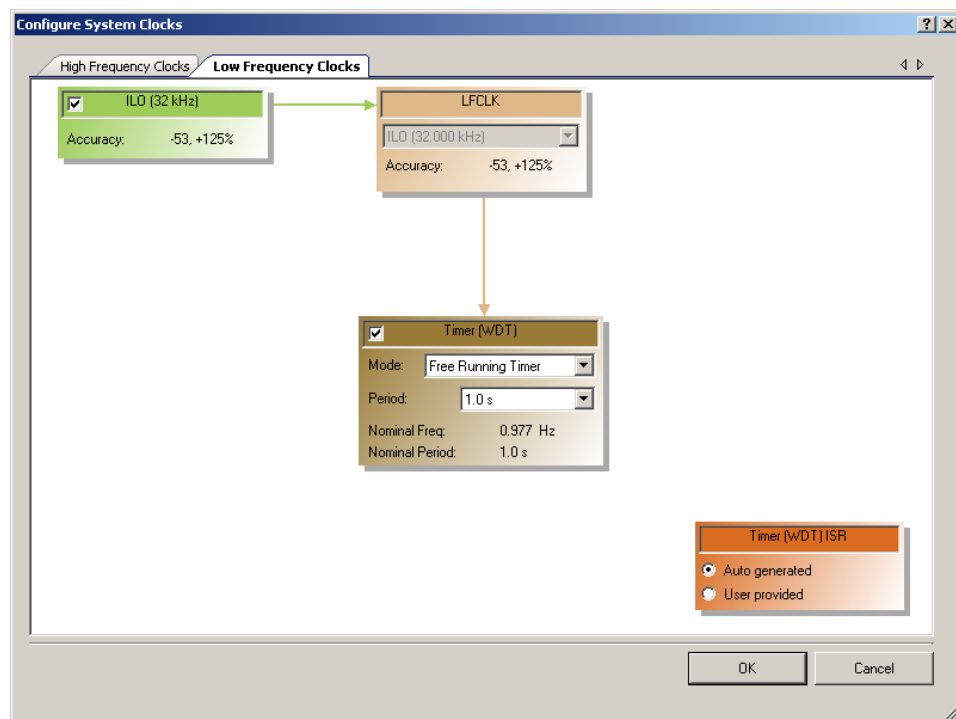 Configure System Clocks
High Frequency Clocks
Low Frequency Clocks
ILO (32 kHz)
Accuracy: -53, +125%
LFCLK
ILO (32.000 kHz)
Accuracy: -53, +125%
Timer (WDT)
Mode: Free Running Timer
Period: 1.0 s
Nominal Freq: 0.977 Hz
Nominal Period: 1.0 s
Timer (WDT) ISR
Auto generated
User provided
OK
Cancel